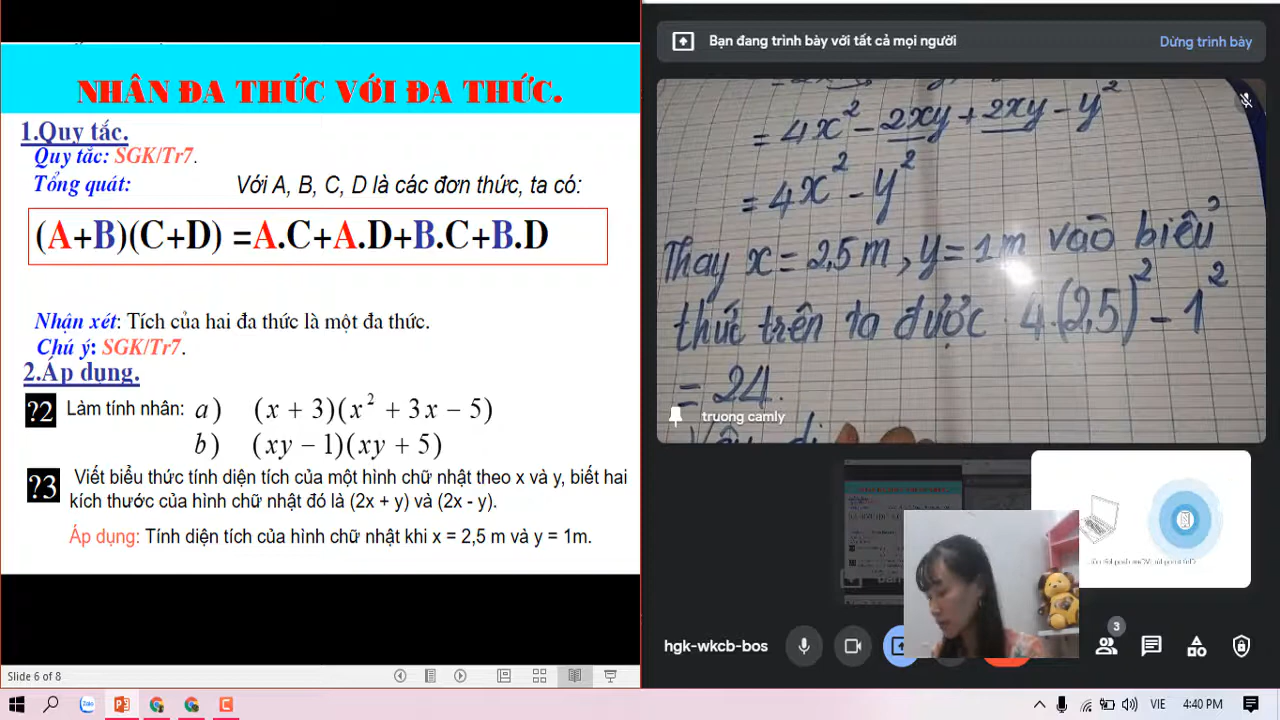 NHÂN ĐA THỨC VỚI ĐA THỨC.
1.Quy tắc.
Quy tắc: SGK/Tr7.
Tổng quát:
Với A, B, C, D là các đơn thức, ta có:
(A+B)(C+D) =A.C+A.D+B.C+B.D
Nhận xét: Tích của hai đa thức là một đa thức.
Chú ý: SGK/Tr7.
2.Áp dụng.
?2 Làm tính nhân: a) (x + 3)(x² + 3x − 5)
b) (xy − 1)(xy + 5)
?3 Viết biểu thức tính diện tích của một hình chữ nhật theo x và y, biết hai
kích thước của hình chữ nhật đó là (2x + y) và (2x - y).
Áp dụng: Tính diện tích của hình chữ nhật khi x = 2,5 m và y = 1m.
Slide 6 of 8
Bạn đang trình bày với tất cả mọi người
Dừng trình bày
= 4x² − 2xy + 2xy − y²
= 4x² − y²
Thay x = 2,5 m, y = 1m vào biểu
thức trên ta được 4.(2,5)² − 1²
= 24.
truong camly
hgk-wkcb-bos
3
Zalo
VIE
4:40 PM